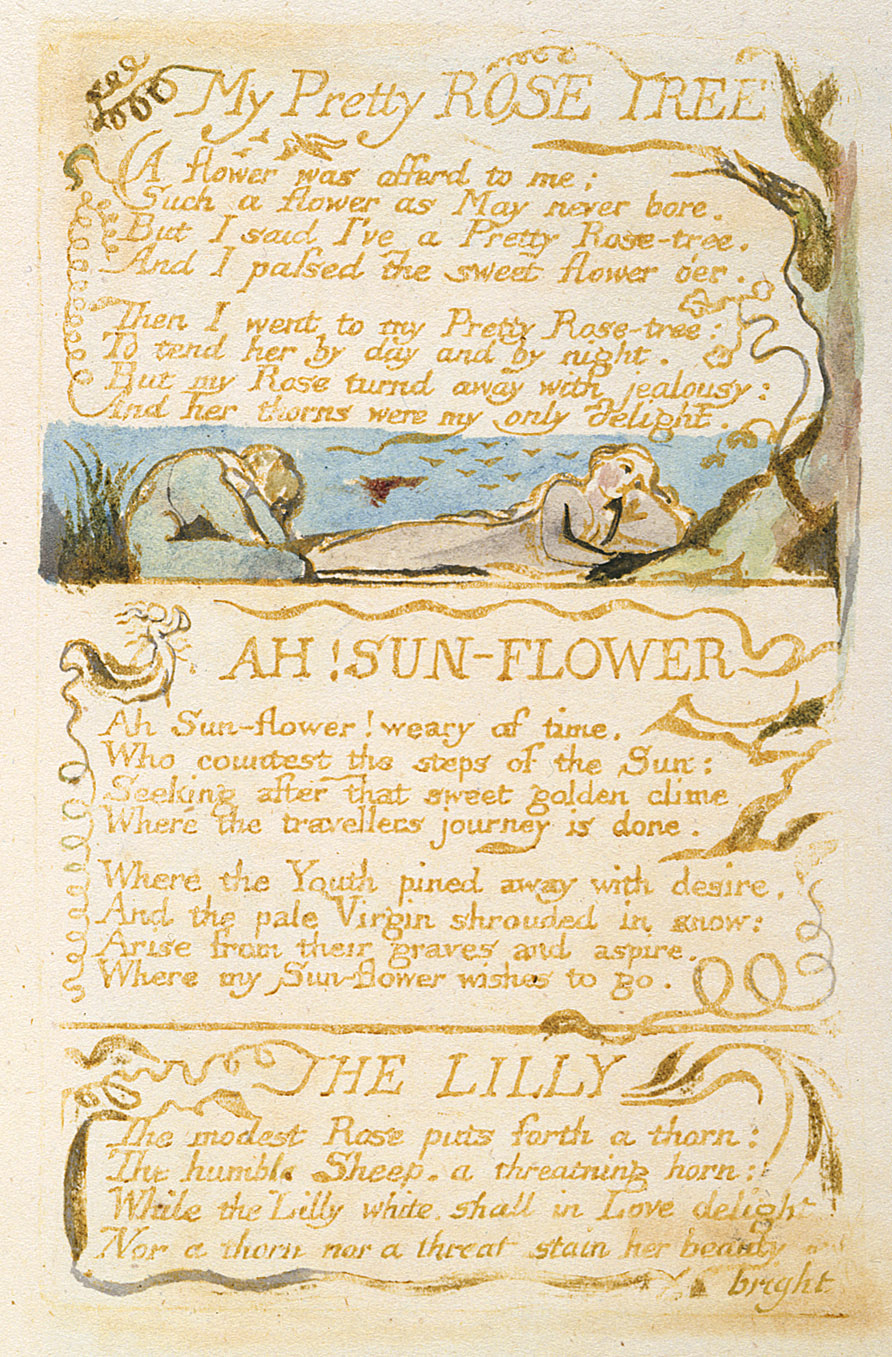 My Pretty ROSE TREE
A flower was offerd to me;
Such a flower as May never bore.
But I said I've a Pretty Rose-tree.
And I paſsed the sweet flower o'er.
Then I went to my Pretty Rose-tree:
To tend her by day and by night.
But my Rose turnd away with jealousy:
And her thorns were my only delight.
AH! SUN-FLOWER
Ah Sun-flower! weary of time.
Who countest the steps of the Sun:
Seeking after that sweet golden clime
Where the travellers journey is done.
Where the Youth pined away with desire,
And the pale Virgin shrouded in snow:
Arise from their graves and aspire.
Where my Sun-flower wishes to go.
THE LILLY
The modest Rose puts forth a thorn:
The humble Sheep. a threatning horn:
While the Lilly white. shall in Love delight
Nor a thorn nor a threat stain her beauty
bright